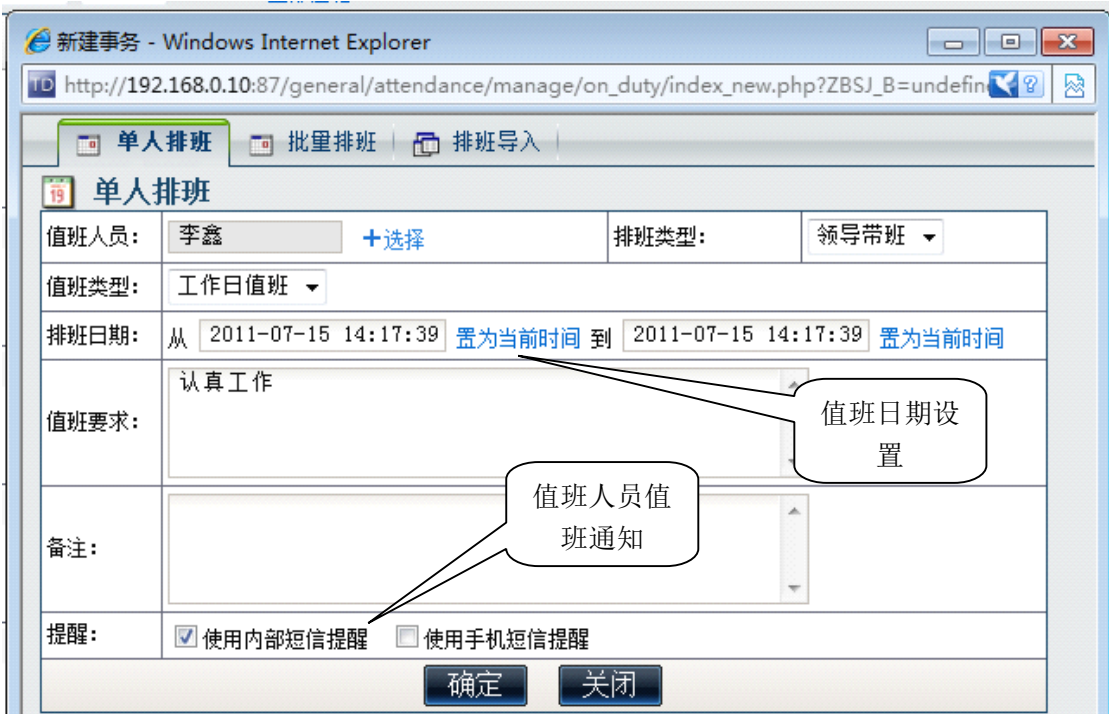 新建事务 - Windows Internet Explorer
TD http://192.168.0.10:87/general/attendance/manage/on_duty/index_new.php?ZBSJ_B=undefin
单人排班 批量排班 排班导入
19 单人排班
值班人员: 李鑫 +选择 排班类型: 领导带班
值班类型: 工作日值班
排班日期: 从 2011-07-15 14:17:39 置为当前时间 到 2011-07-15 14:17:39 置为当前时间
值班要求: 认真工作
值班日期设
置
值班人员值
班通知
备注:
提醒: 使用内部短信提醒 使用手机短信提醒
确定 关闭